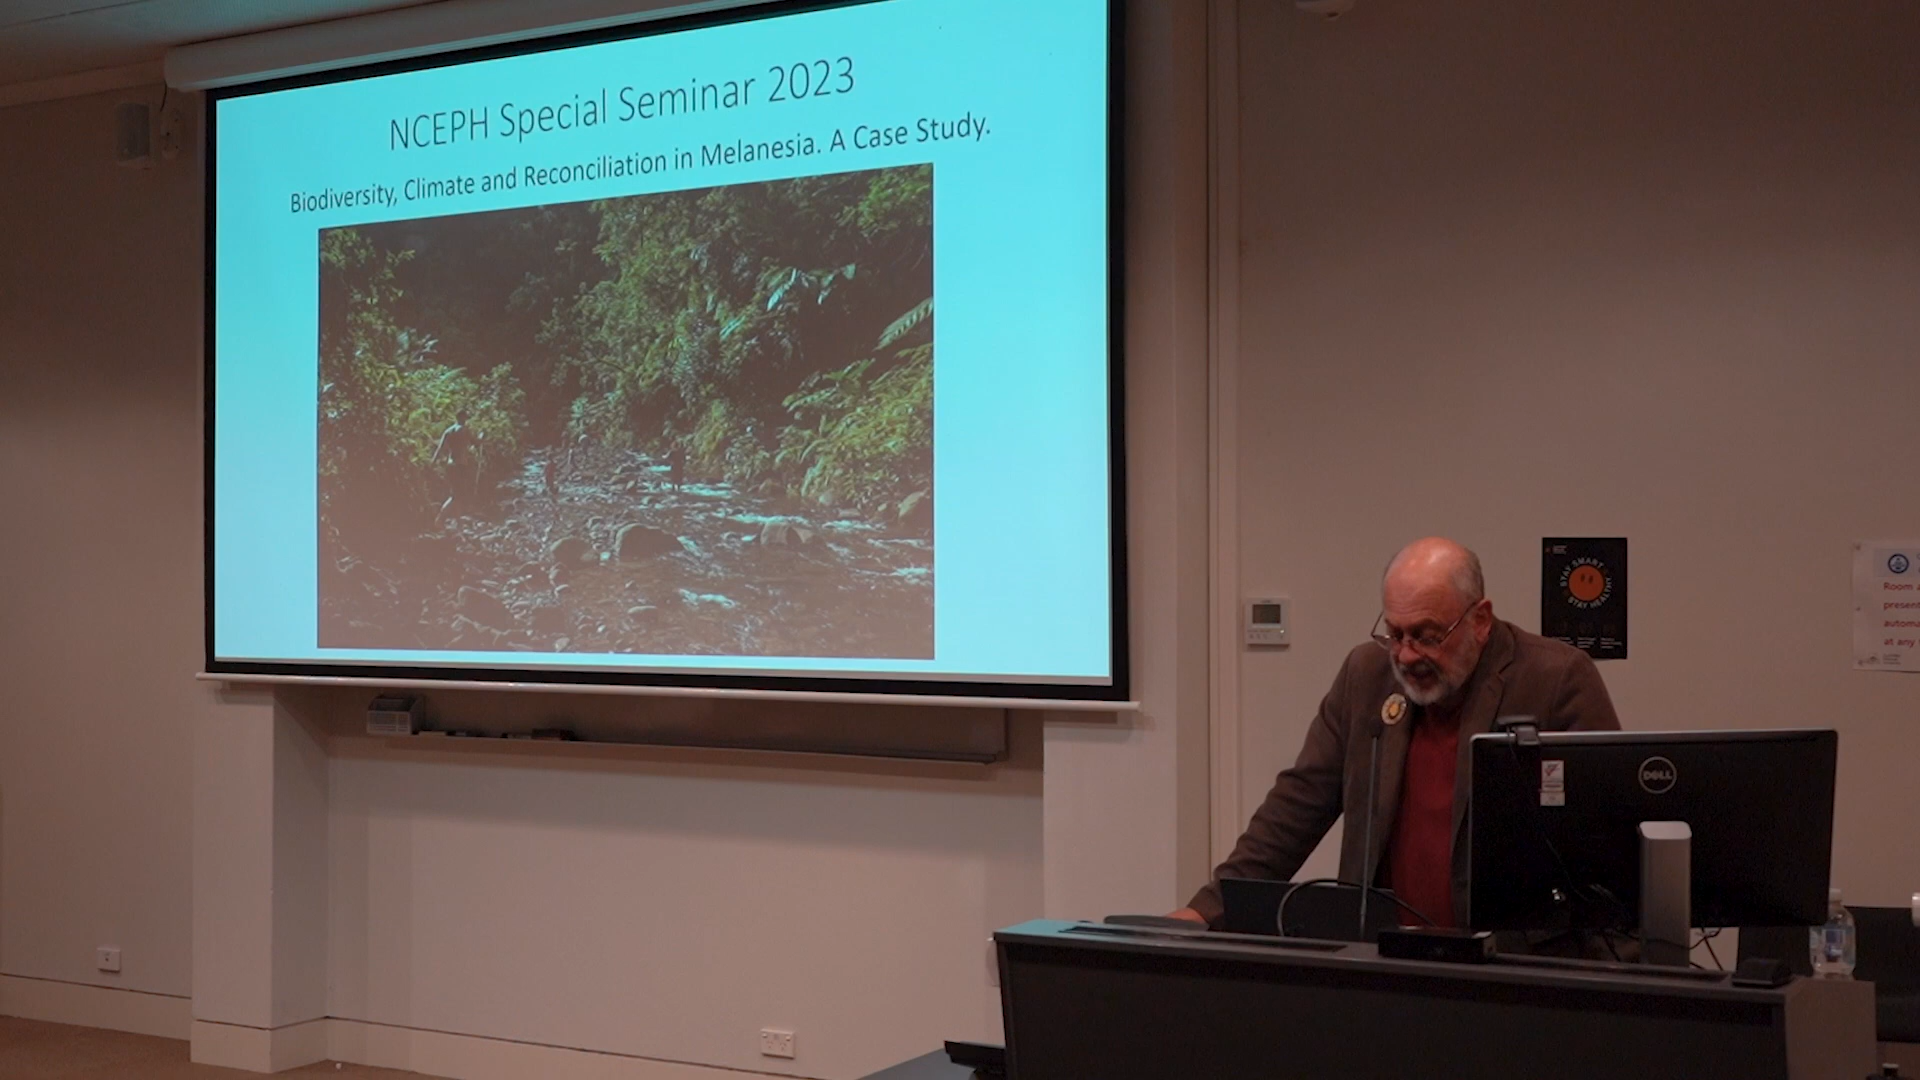 NCEPH Special Seminar 2023
Biodiversity, Climate and Reconciliation in Melanesia. A Case Study.
STAY SMART
STAY HEALTHY
Room
present
automa
at any
DELL